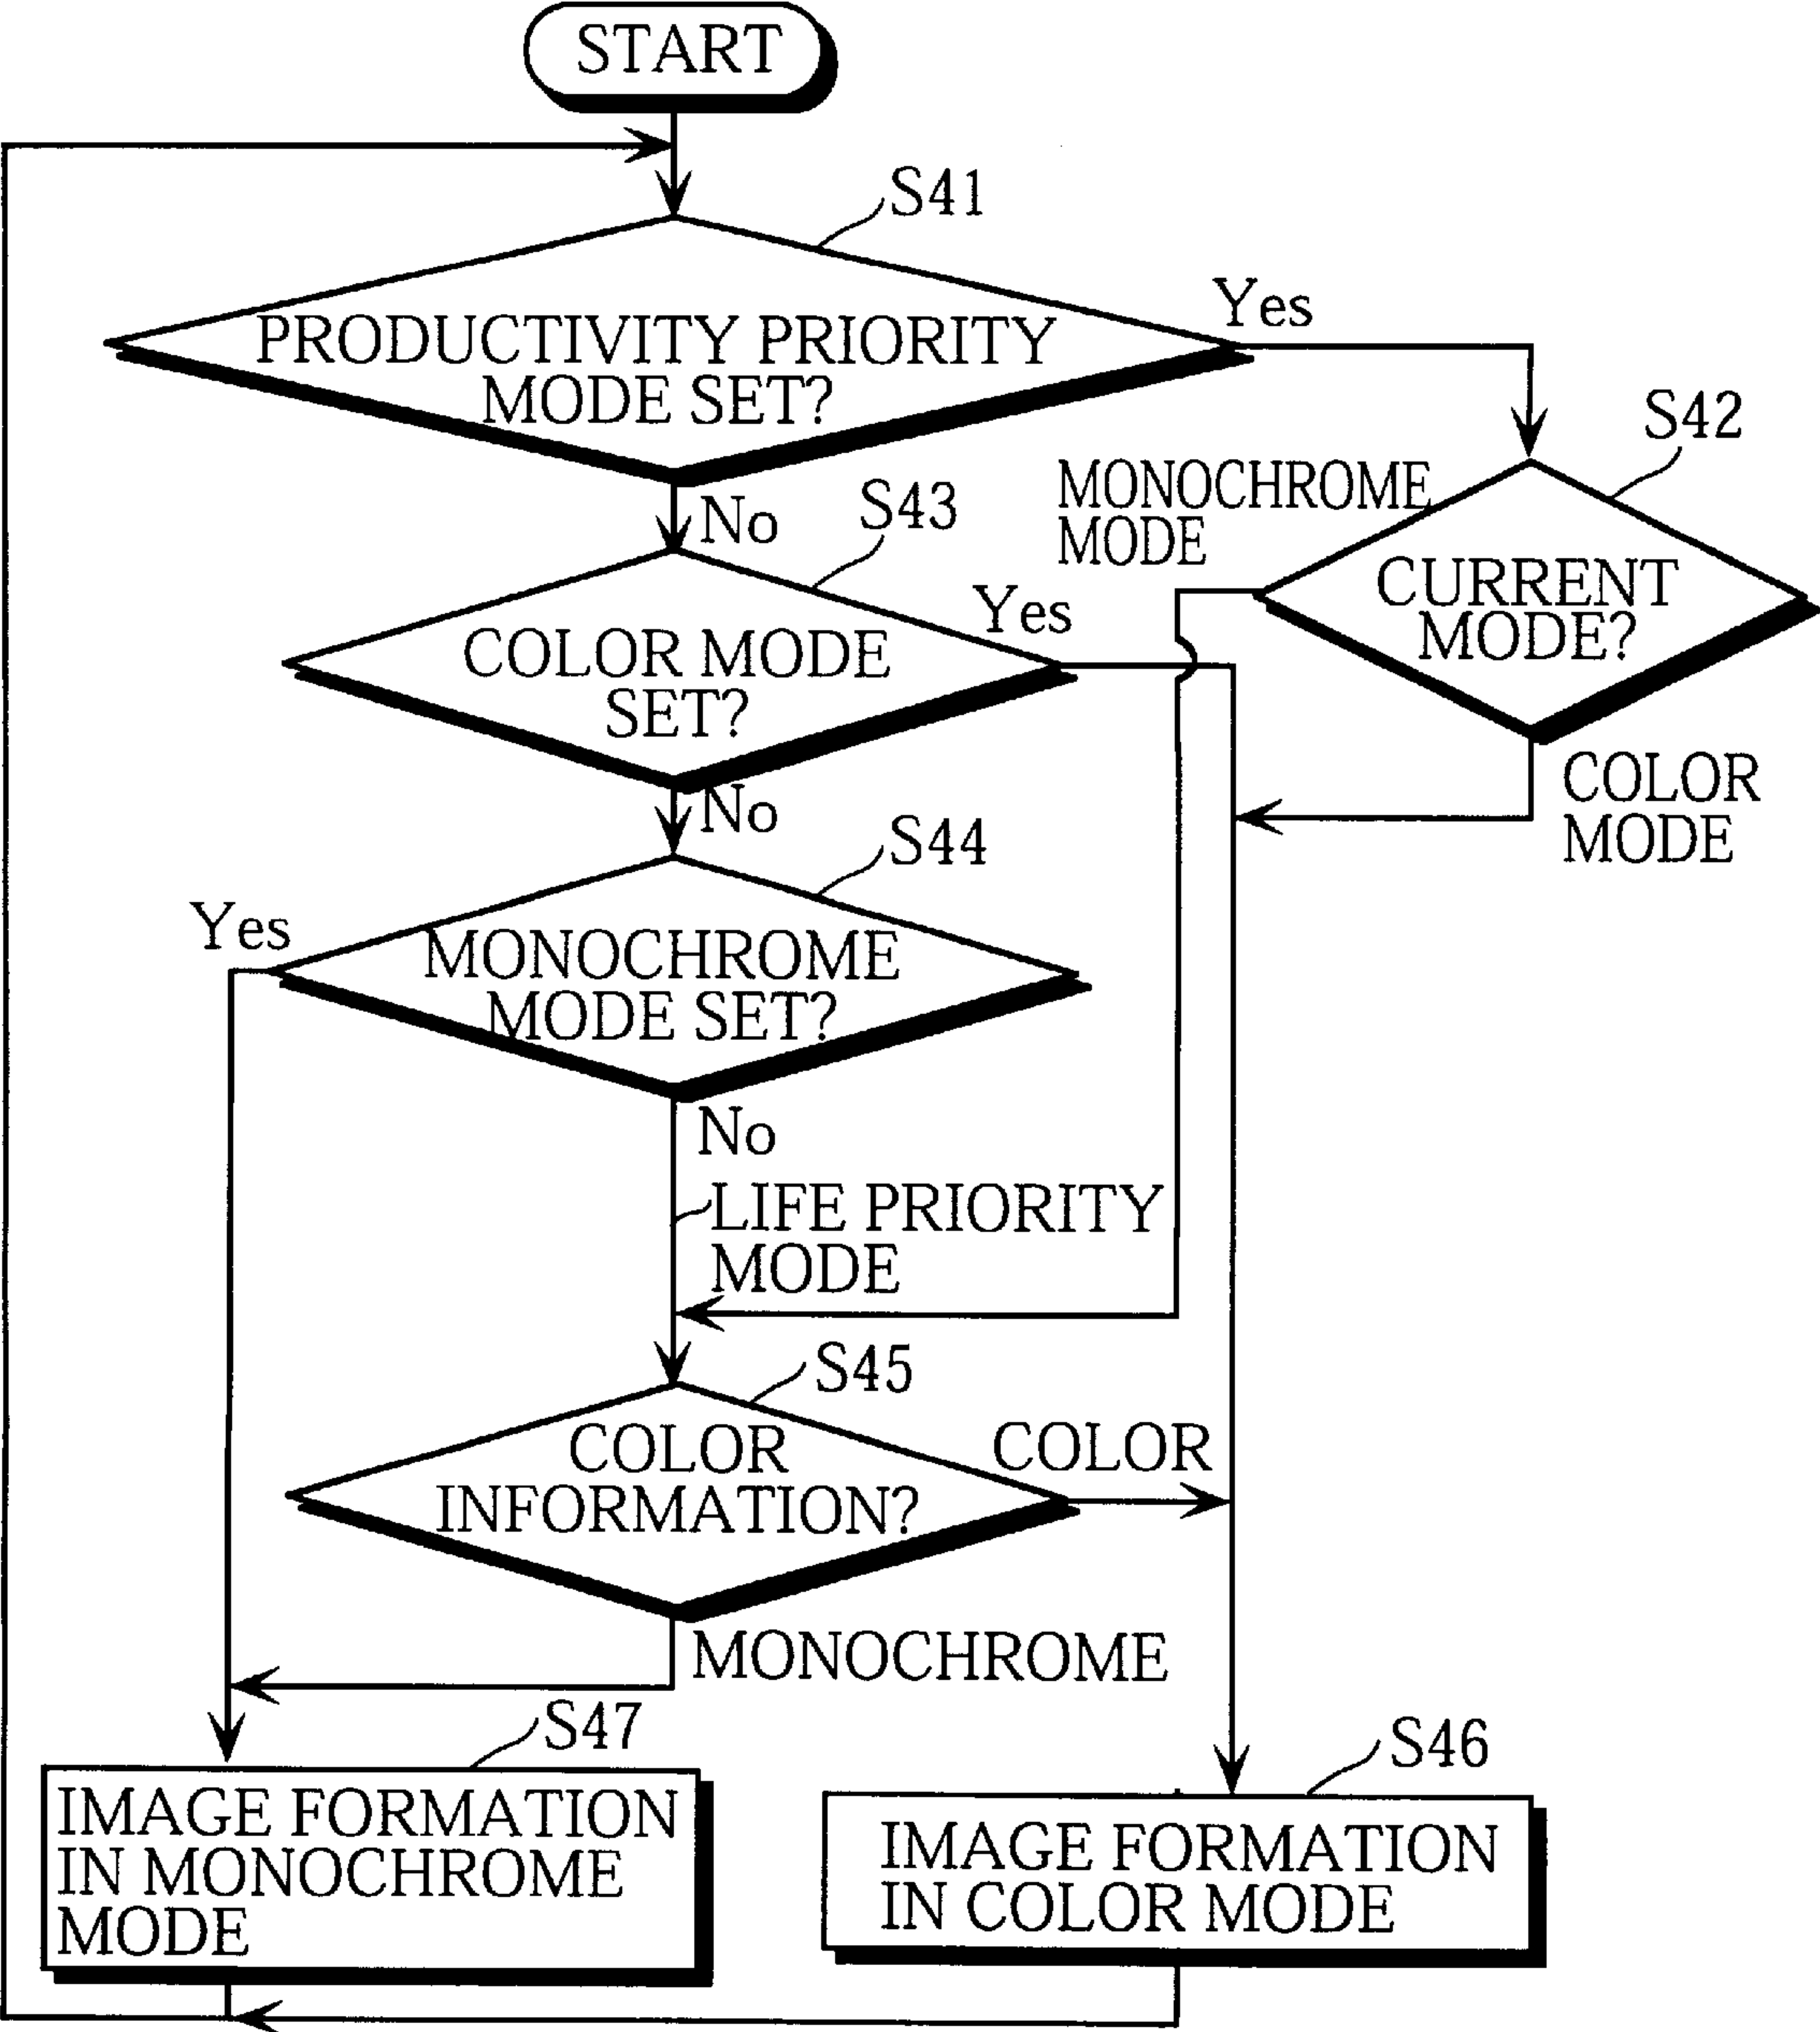 START
S41
Yes
PRODUCTIVITY PRIORITY
MODE SET?
S42
MONOCHROME
MODE
No
S43
CURRENT
MODE?
Yes
COLOR MODE
SET?
COLOR
MODE
No
S44
Yes
MONOCHROME
MODE SET?
No
LIFE PRIORITY
MODE
S45
COLOR
INFORMATION?
COLOR
MONOCHROME
S47
S46
IMAGE FORMATION
IN MONOCHROME
MODE
IMAGE FORMATION
IN COLOR MODE